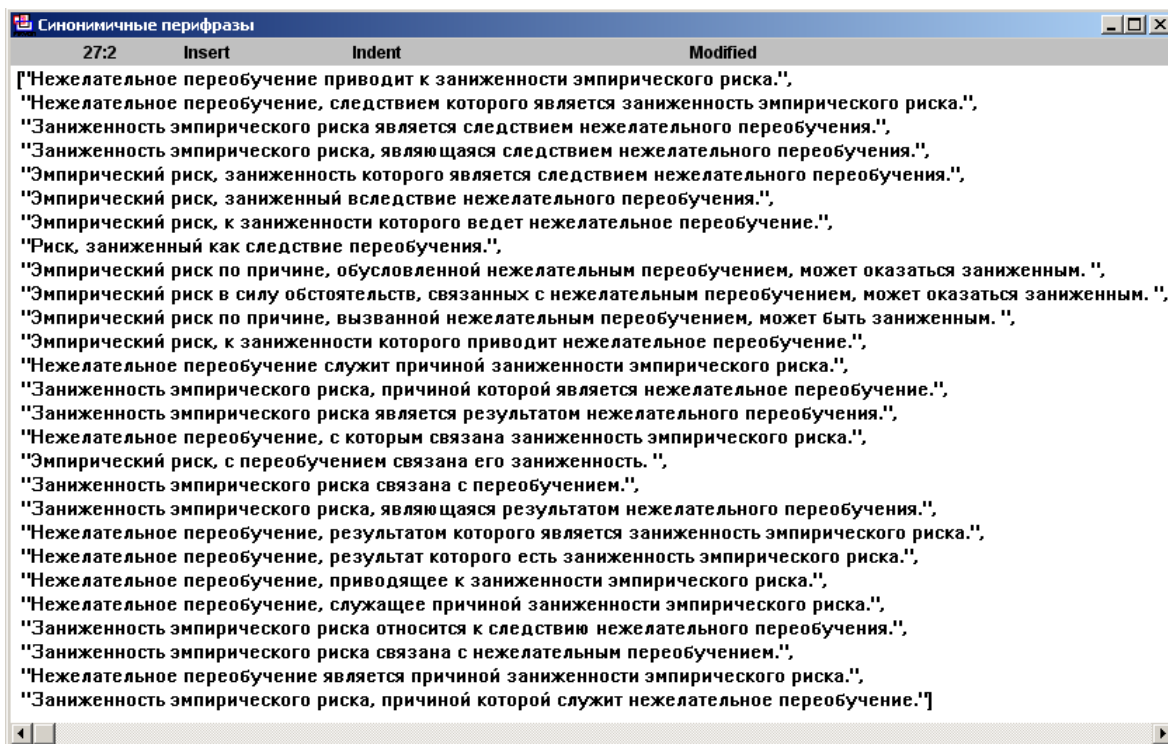 Синонимичные перифразы
27:2 Insert Indent Modified
["Нежелательное переобучение приводит к заниженности эмпирического риска.",
"Нежелательное переобучение, следствием которого является заниженность эмпирического риска.",
"Заниженность эмпирического риска является следствием нежелательного переобучения.",
"Заниженность эмпирического риска, являющаяся следствием нежелательного переобучения.",
"Эмпирический риск, заниженность которого является следствием нежелательного переобучения.",
"Эмпирический риск, заниженный вследствие нежелательного переобучения.",
"Эмпирический риск, к заниженности которого ведет нежелательное переобучение.",
"Риск, заниженный как следствие переобучения.",
"Эмпирический риск по причине, обусловленной нежелательным переобучением, может оказаться заниженным. ",
"Эмпирический риск в силу обстоятельств, связанных с нежелательным переобучением, может оказаться заниженным. ",
"Эмпирический риск по причине, вызванной нежелательным переобучением, может быть заниженным. ",
"Эмпирический риск, к заниженности которого приводит нежелательное переобучение.",
"Нежелательное переобучение служит причиной заниженности эмпирического риска.",
"Заниженность эмпирического риска, причиной которой является нежелательное переобучение.",
"Заниженность эмпирического риска является результатом нежелательного переобучения.",
"Нежелательное переобучение, с которым связана заниженность эмпирического риска.",
"Эмпирический риск, с переобучением связана его заниженность. ",
"Заниженность эмпирического риска связана с переобучением.",
"Заниженность эмпирического риска, являющаяся результатом нежелательного переобучения.",
"Нежелательное переобучение, результатом которого является заниженность эмпирического риска.",
"Нежелательное переобучение, результат которого есть заниженность эмпирического риска.",
"Нежелательное переобучение, приводящее к заниженности эмпирического риска.",
"Нежелательное переобучение, служащее причиной заниженности эмпирического риска.",
"Заниженность эмпирического риска относится к следствию нежелательного переобучения.",
"Заниженность эмпирического риска связана с нежелательным переобучением.",
"Нежелательное переобучение является причиной заниженности эмпирического риска.",
"Заниженность эмпирического риска, причиной которой служит нежелательное переобучение."]